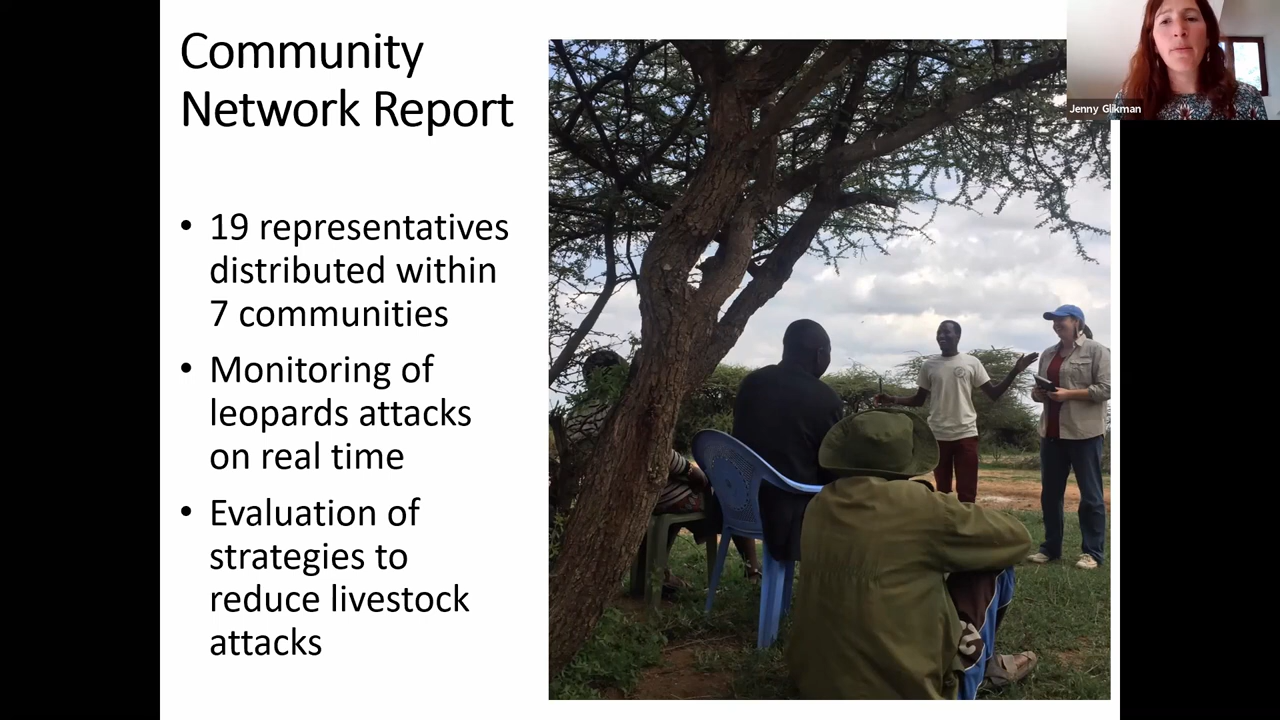 Community
Network Report
• 19 representatives
distributed within
7 communities
• Monitoring of
leopards attacks
on real time
• Evaluation of
strategies to
reduce livestock
attacks
Jenny Glikman